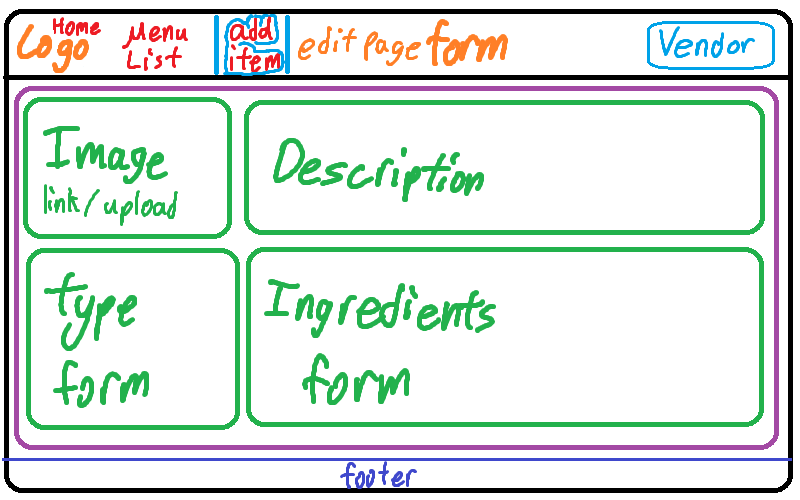 Home
Logo
Menu
List
add
item
edit page form
Vendor
Image
link/upload
Description
type
form
Ingredients
form
footer